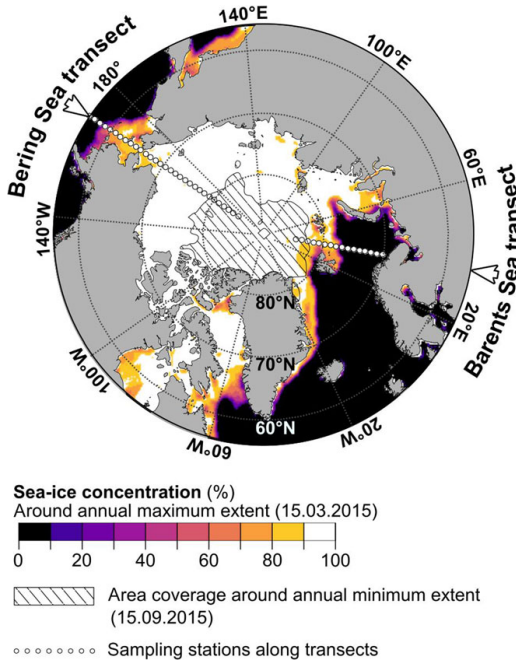 140°E
180°
100°E
Bering Sea transect
60°E
140°W
80°N
Barents Sea transect
20°E
70°N
100°W
60°N
20°W
60°W
Sea-ice concentration (%)
Around annual maximum extent (15.03.2015)
0 20 40 60 80 100
Area coverage around annual minimum extent
(15.09.2015)
Sampling stations along transects